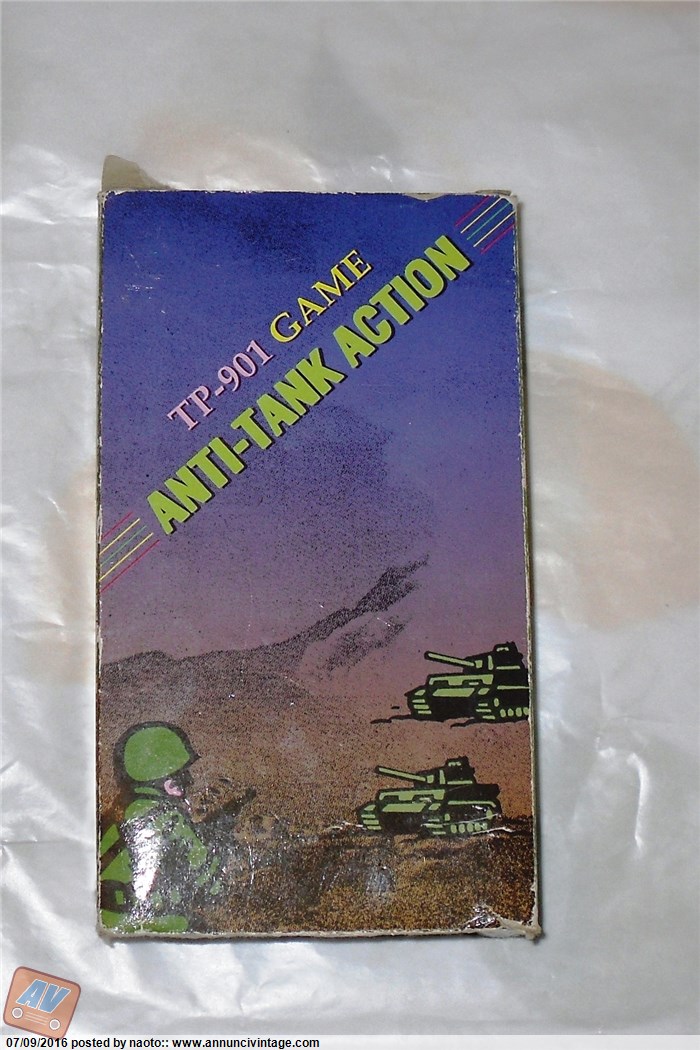 TP-901 GAME
ANTI-TANK ACTION
AV
07/09/2016 posted by naoto:: www.annuncivintage.com